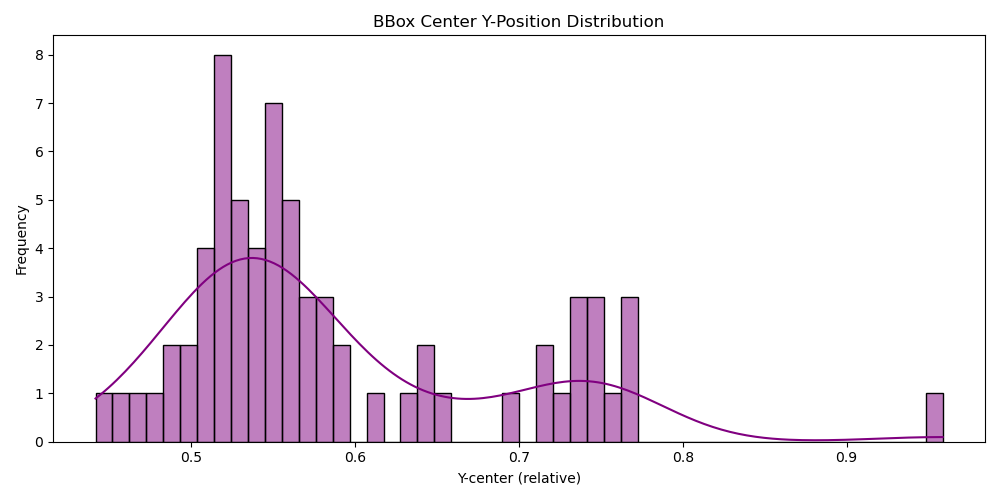 BBox Center Y-Position Distribution
Frequency
8
7
6
5
4
3
2
1
0
0.5 0.6 0.7 0.8 0.9
Y-center (relative)